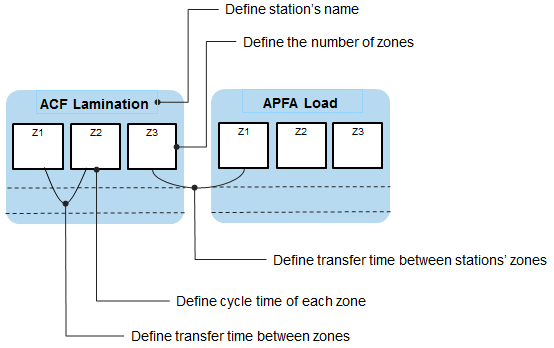 Define station’s name
Define the number of zones
ACF Lamination
APFA Load
Z1 Z2 Z3
Z1 Z2 Z3
Define transfer time between stations’ zones
Define cycle time of each zone
Define transfer time between zones